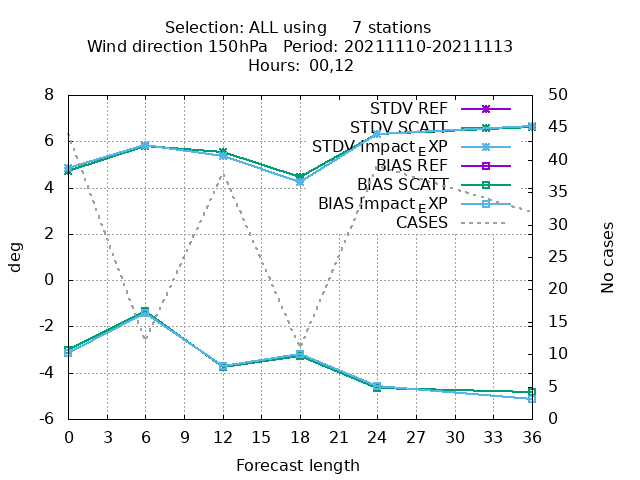 Selection: ALL using 7 stations
Wind direction 150hPa Period: 20211110-20211113
Hours: 00,12
8
6
4
2
0
-2
-4
-6
deg
50
45
40
35
30
25
20
15
10
5
0
No cases
STDV REF
STDV SCATT
STDV Impact_EXP
BIAS REF
BIAS SCATT
BIAS Impact_EXP
CASES
0 3 6 9 12 15 18 21 24 27 30 33 36
Forecast length